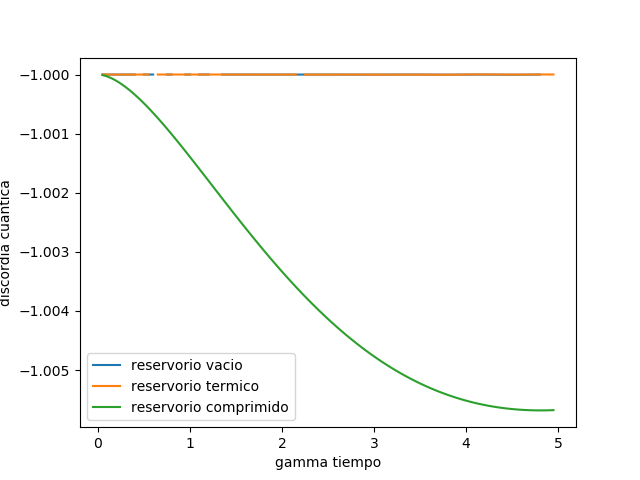 −1.000
−1.001
−1.002
−1.003
−1.004
−1.005
discordia cuantica
reservorio vacio
reservorio termico
reservorio comprimido
0 1 2 3 4 5
gamma tiempo